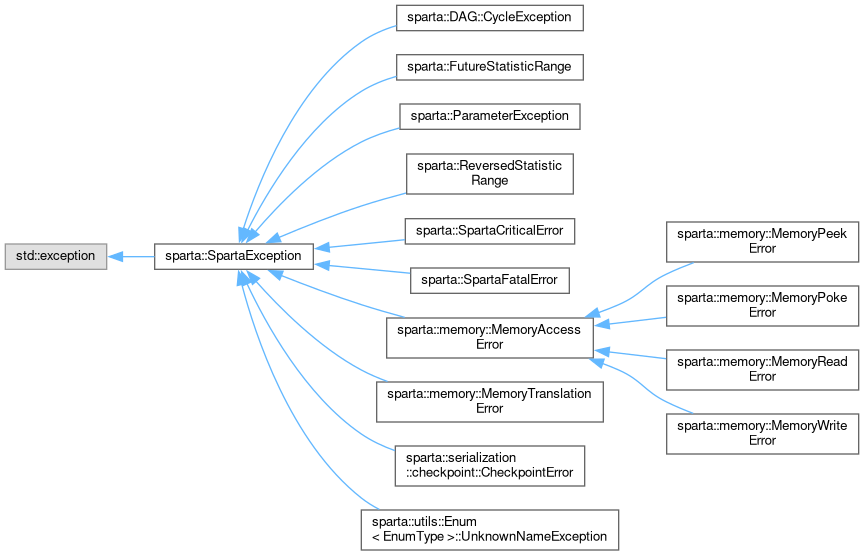 sparta::DAG::CycleException
sparta::FutureStatisticRange
sparta::ParameterException
sparta::ReversedStatistic
Range
sparta::SpartaCriticalError
std::exception
sparta::SpartaException
sparta::SpartaFatalError
sparta::memory::MemoryAccess
Error
sparta::memory::MemoryTranslation
Error
sparta::serialization
::checkpoint::CheckpointError
sparta::utils::Enum
< EnumType >::UnknownNameException
sparta::memory::MemoryPeek
Error
sparta::memory::MemoryPoke
Error
sparta::memory::MemoryRead
Error
sparta::memory::MemoryWrite
Error